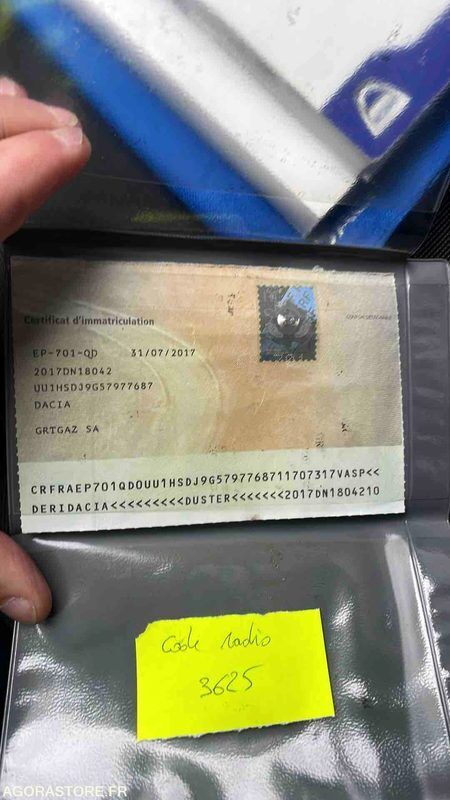 Certificat d'immatriculation
EP-701-QD 31/07/2017
2017DN18042
UU1HSDJ9G57977687
DACIA
GRTGAZ SA
CRFRAEP701QD0UU1HSDJ9G57977688711707317VASP<<
DERIDACIA<<<<<<<<<DUSTER<<<<<<<2017DN1804210
Code radio
3625
AGORASTORE.FR